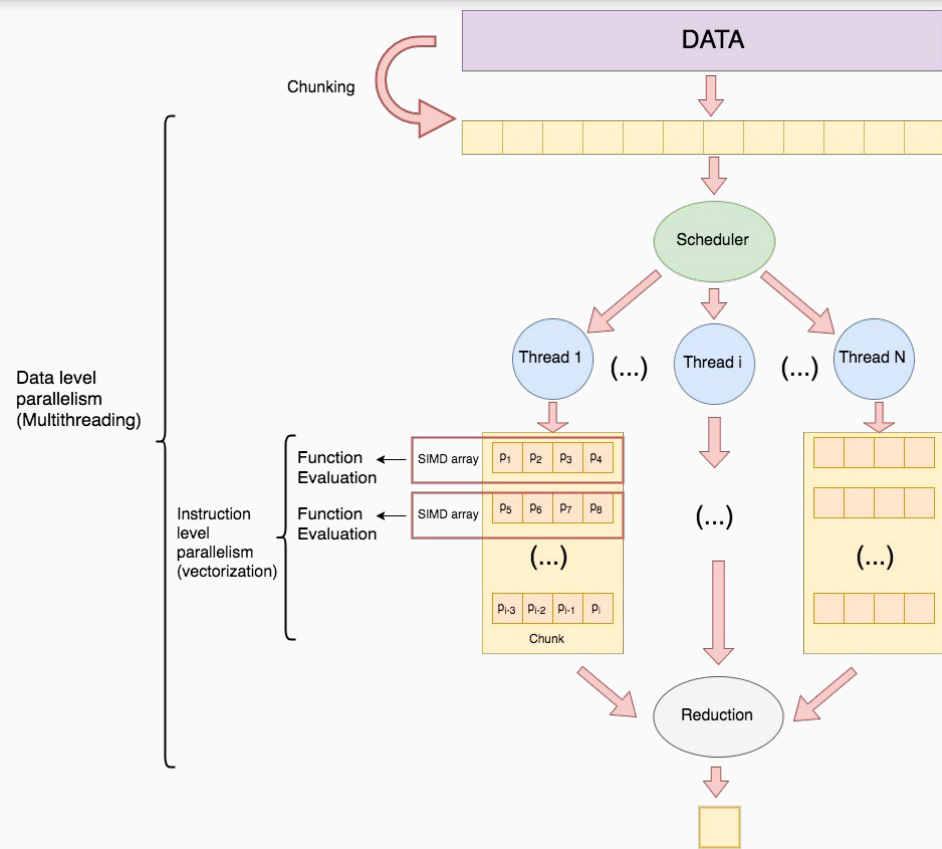 DATA
Chunking
Scheduler
Thread 1
(...)
Thread i
(...)
Thread N
Data level
parallelism
(Multithreading)
Instruction
level
parallelism
(vectorization)
Function
Evaluation
SIMD array
p₁ p₂ p₃ p₄
Function
Evaluation
SIMD array
p₅ p₆ p₇ p₈
(...)
pᵢ₋₃ pᵢ₋₂ pᵢ₋₁ pᵢ
Chunk
(...)
(...)
Reduction